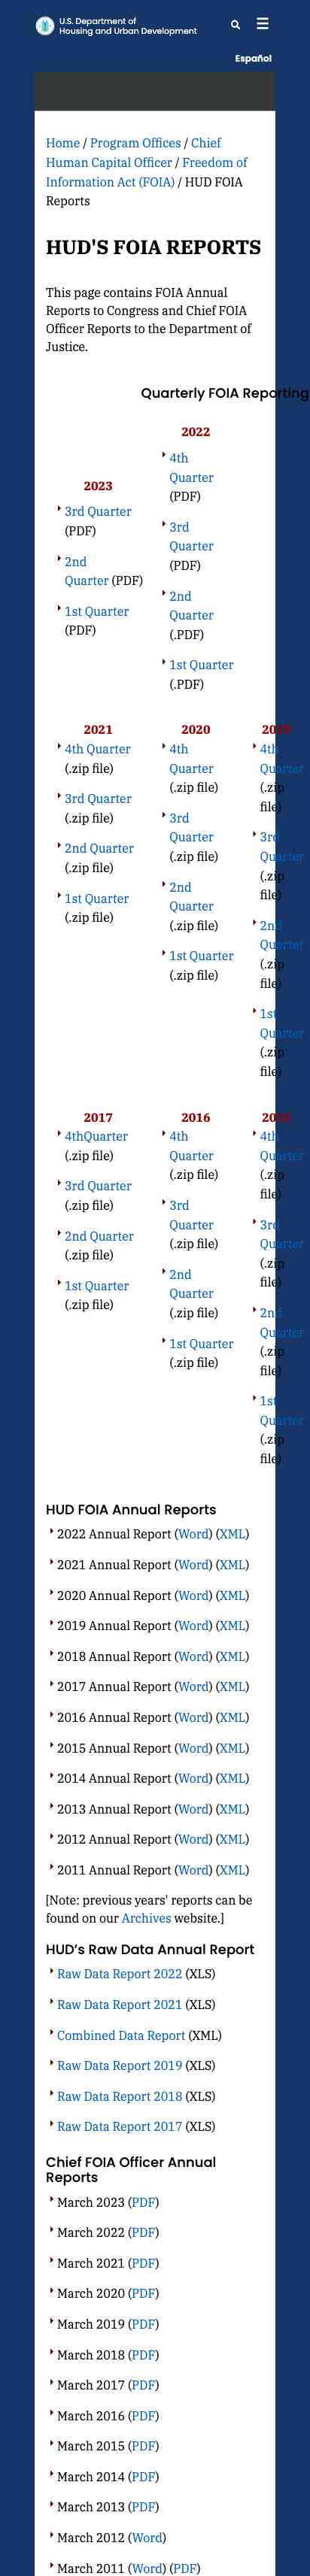 U.S. Department of
Housing and Urban Development
Español
Home / Program Offices / Chief
Human Capital Officer / Freedom of
Information Act (FOIA) / HUD FOIA
Reports
HUD'S FOIA REPORTS
This page contains FOIA Annual
Reports to Congress and Chief FOIA
Officer Reports to the Department of
Justice.
Quarterly FOIA Reporting
2023
3rd Quarter
(PDF)
2nd
Quarter (PDF)
1st Quarter
(PDF)
2022
4th
Quarter
(PDF)
3rd
Quarter
(PDF)
2nd
Quarter
(.PDF)
1st Quarter
(.PDF)
2021
4th Quarter
(.zip file)
3rd Quarter
(.zip file)
2nd Quarter
(.zip file)
1st Quarter
(.zip file)
2020
4th
Quarter
(.zip file)
3rd
Quarter
(.zip file)
2nd
Quarter
(.zip file)
1st Quarter
(.zip file)
4th
Quarter
(.zip
file)
3rd
Quarter
(.zip
file)
2nd
Quarter
(.zip
file)
1st
Quarter
(.zip
file)
2017
4thQuarter
(.zip file)
3rd Quarter
(.zip file)
2nd Quarter
(.zip file)
1st Quarter
(.zip file)
2016
4th
Quarter
(.zip file)
3rd
Quarter
(.zip file)
2nd
Quarter
(.zip file)
1st Quarter
(.zip file)
4th
Quarter
(.zip
file)
3rd
Quarter
(.zip
file)
2nd
Quarter
(.zip
file)
1st
Quarter
(.zip
file)
HUD FOIA Annual Reports
2022 Annual Report (Word) (XML)
2021 Annual Report (Word) (XML)
2020 Annual Report (Word) (XML)
2019 Annual Report (Word) (XML)
2018 Annual Report (Word) (XML)
2017 Annual Report (Word) (XML)
2016 Annual Report (Word) (XML)
2015 Annual Report (Word) (XML)
2014 Annual Report (Word) (XML)
2013 Annual Report (Word) (XML)
2012 Annual Report (Word) (XML)
2011 Annual Report (Word) (XML)
[Note: previous years' reports can be
found on our Archives website.]
HUD’s Raw Data Annual Report
Raw Data Report 2022 (XLS)
Raw Data Report 2021 (XLS)
Combined Data Report (XML)
Raw Data Report 2019 (XLS)
Raw Data Report 2018 (XLS)
Raw Data Report 2017 (XLS)
Chief FOIA Officer Annual
Reports
March 2023 (PDF)
March 2022 (PDF)
March 2021 (PDF)
March 2020 (PDF)
March 2019 (PDF)
March 2018 (PDF)
March 2017 (PDF)
March 2016 (PDF)
March 2015 (PDF)
March 2014 (PDF)
March 2013 (PDF)
March 2012 (Word)
March 2011 (Word) (PDF)